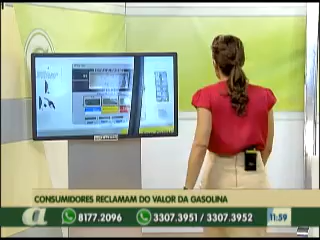 CONSUMIDORES RECLAMAM DO VALOR DA GASOLINA
a 8177.2096 3307.3951 / 3307.3952 11:59